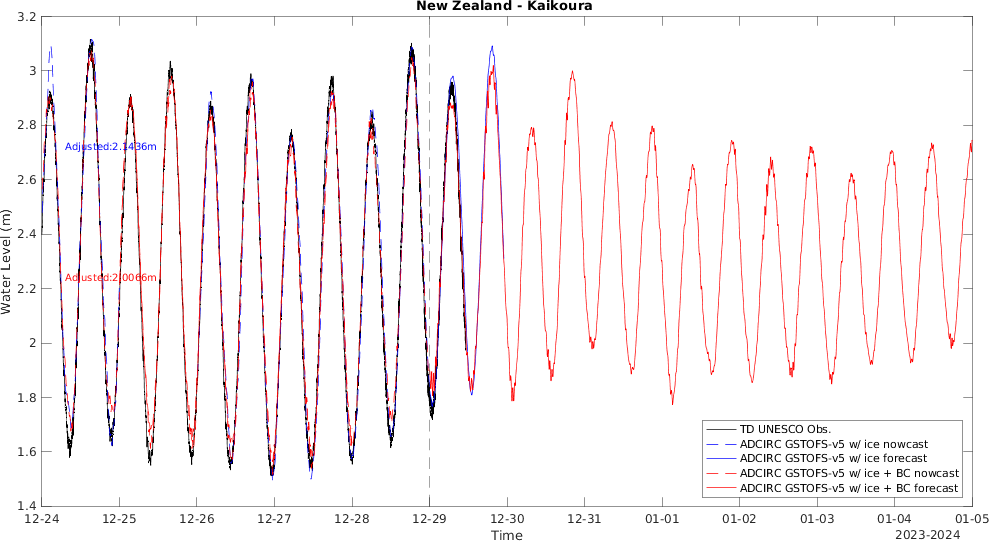 New Zealand - Kaikoura
Water Level (m)
3.2
3
2.8
2.6
2.4
2.2
2
1.8
1.6
1.4
Adjusted:2.1436m
Adjusted:2.0066m
TD UNESCO Obs.
ADCIRC GSTOFS-v5 w/ ice nowcast
ADCIRC GSTOFS-v5 w/ ice forecast
ADCIRC GSTOFS-v5 w/ ice + BC nowcast
ADCIRC GSTOFS-v5 w/ ice + BC forecast
12-24 12-25 12-26 12-27 12-28 12-29 12-30 12-31 01-01 01-02 01-03 01-04 01-05
Time
2023-2024